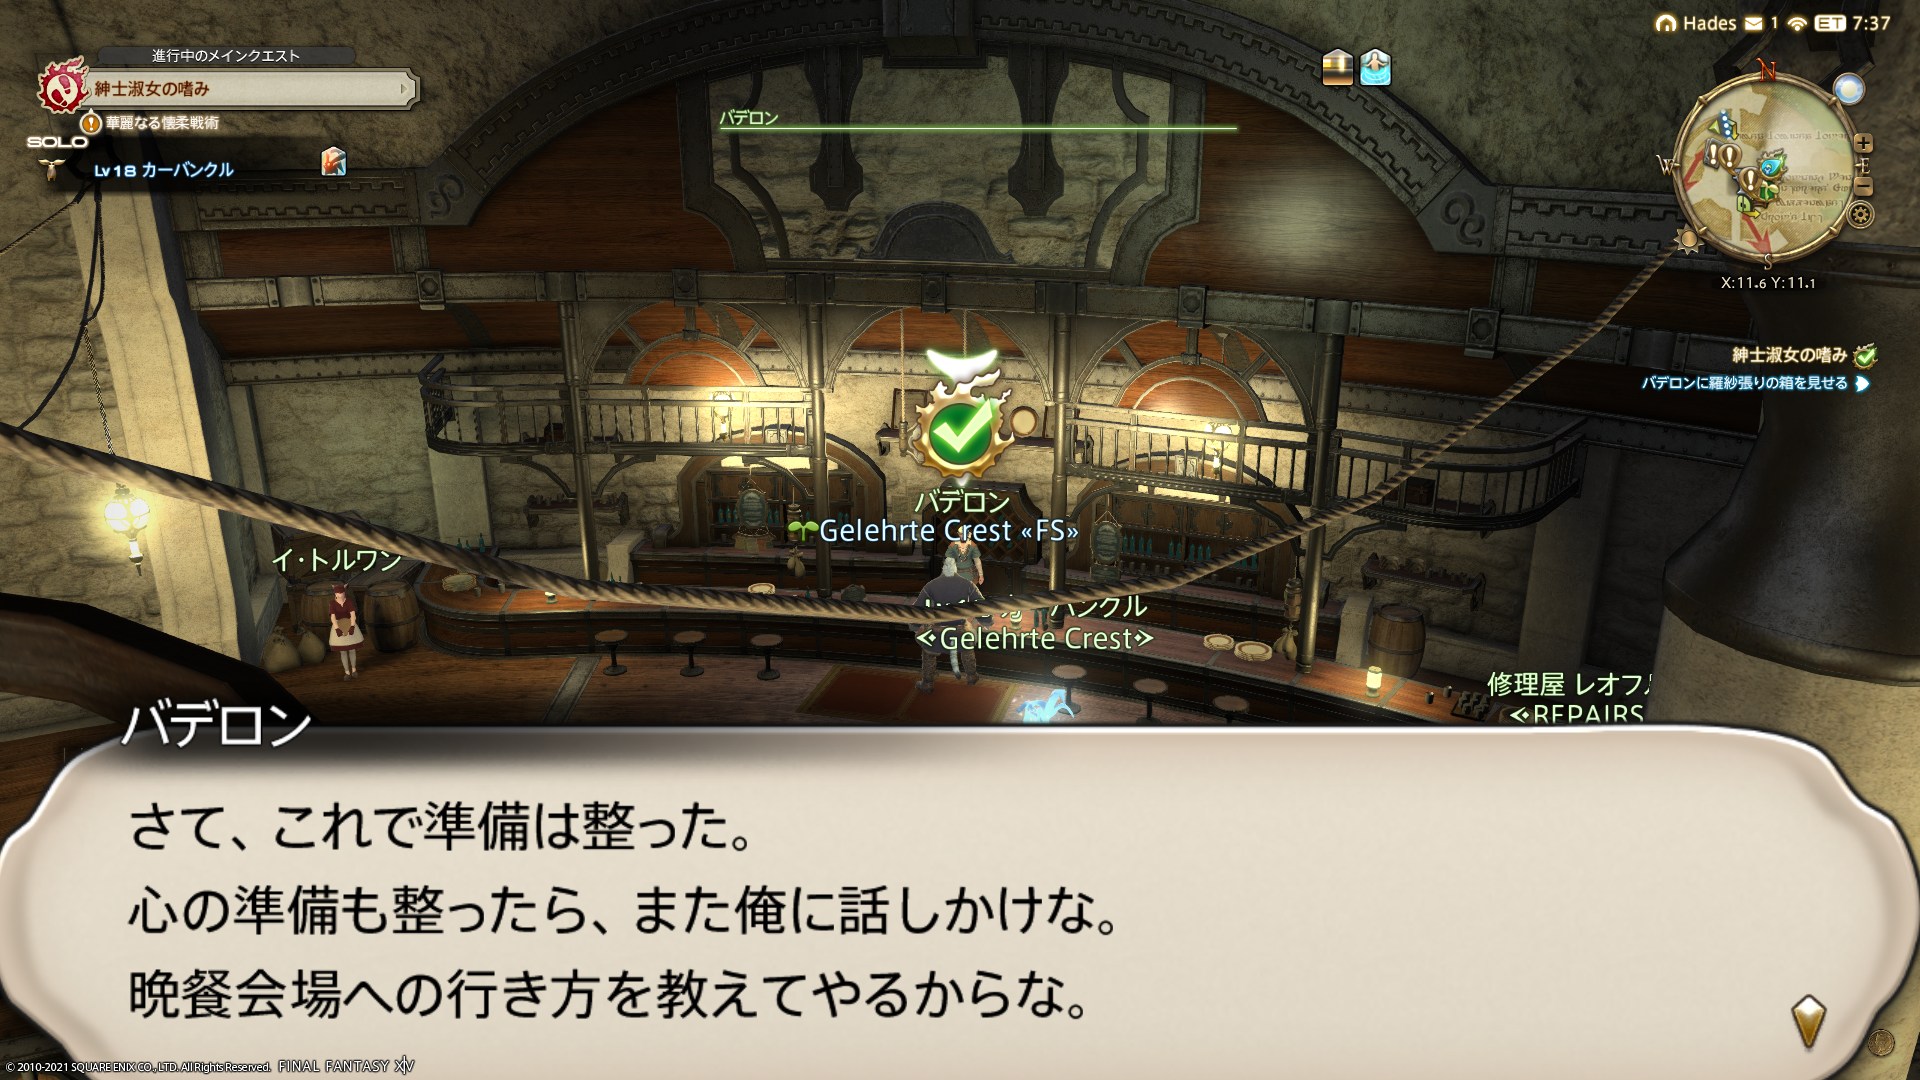 Hades 1 ET 7:37
進行中のメインクエスト
紳士淑女の嗜み
華麗なる懐柔戦術
SOLO
Lv18 カーバンクル
バデロン
N
W
E
S
X:11.6 Y:11.1
紳士淑女の嗜み
バデロンに羅紗張りの箱を見せる
バデロン
Gelehrte Crest «FS»
イ・トルワン
バンクル
Gelehrte Crest
修理屋 レオフ
REPAIRS
バデロン
さて、これで準備は整った。
心の準備も整ったら、また俺に話しかけな。
晩餐会場への行き方を教えてやるからな。
© 2010-2021 SQUARE ENIX CO., LTD. All Rights Reserved. FINAL FANTASY XIV